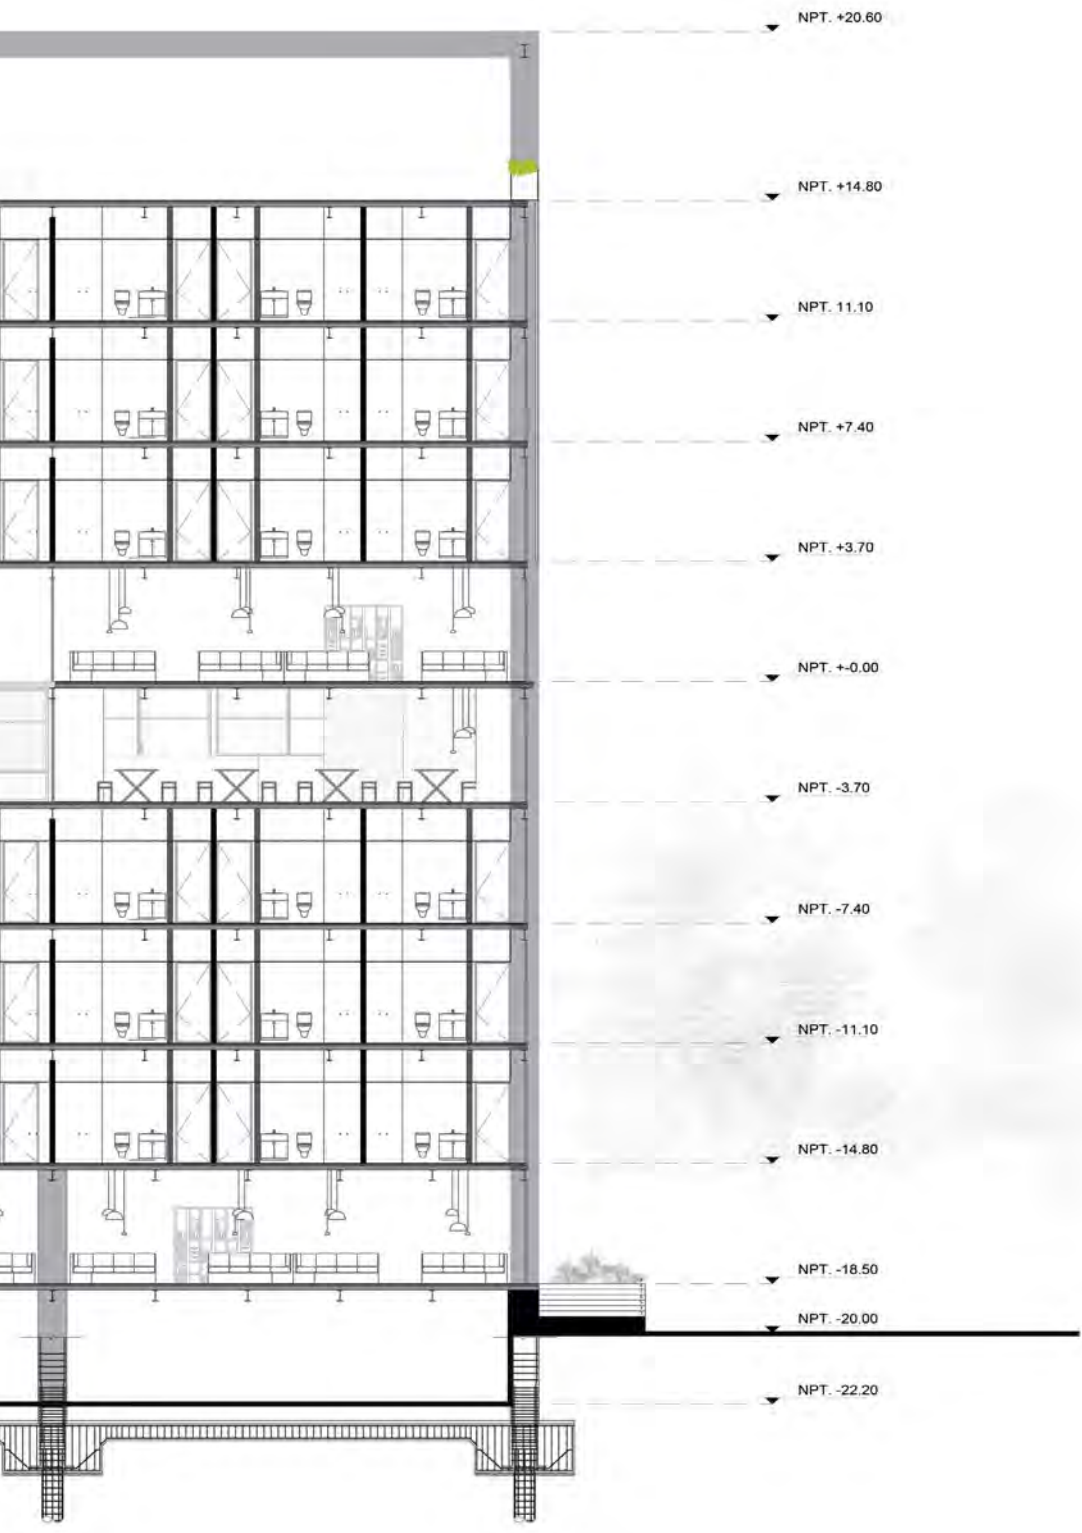 NPT. +20.60
NPT. +14.80
NPT. 11.10
NPT. +7.40
NPT. +3.70
NPT. +-0.00
NPT. -3.70
NPT. -7.40
NPT. -11.10
NPT. -14.80
NPT. -18.50
NPT. -20.00
NPT. -22.20